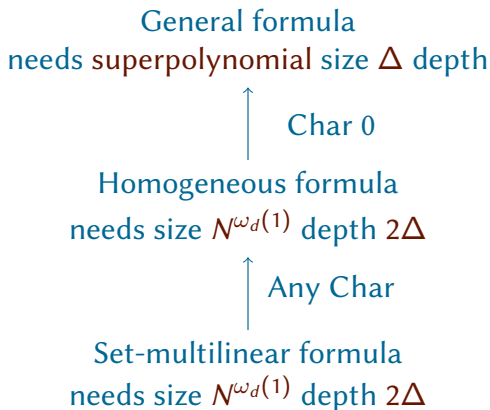 General formula
needs superpolynomial size Δ depth
Char 0
Homogeneous formula
needs size N^{ω_d(1)} depth 2Δ
Any Char
Set-multilinear formula
needs size N^{ω_d(1)} depth 2Δ